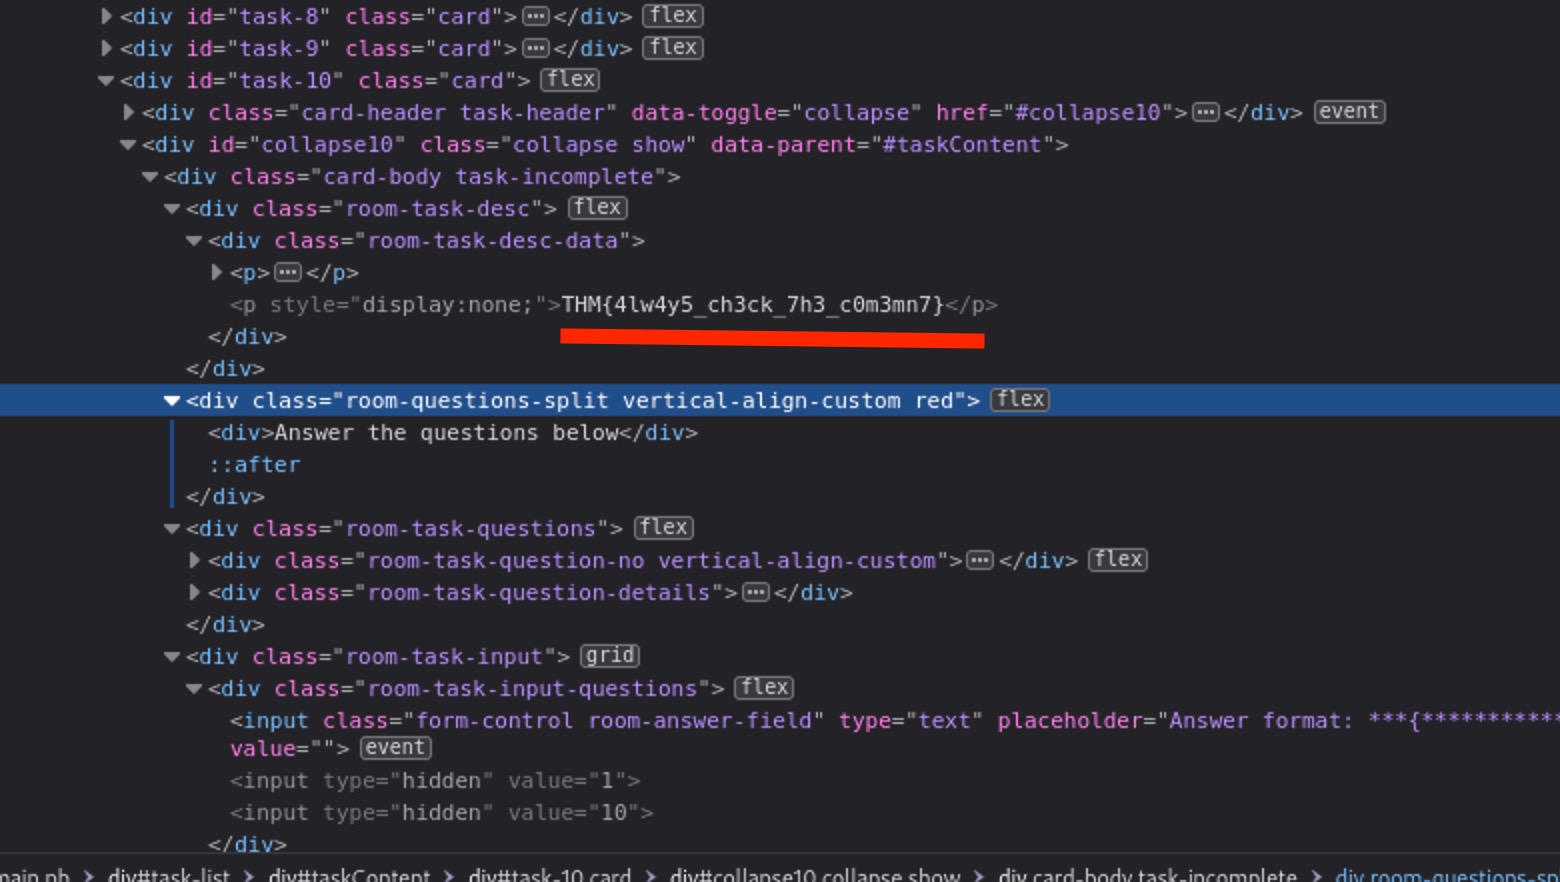 <div id="task-8" class="card">⋯</div> flex
<div id="task-9" class="card">⋯</div> flex
<div id="task-10" class="card"> flex
<div class="card-header task-header" data-toggle="collapse" href="#collapse10">⋯</div> event
<div id="collapse10" class="collapse show" data-parent="#taskContent">
<div class="card-body task-incomplete">
<div class="room-task-desc"> flex
<div class="room-task-desc-data">
<p>⋯</p>
<p style="display:none;">THM{4lw4y5_ch3ck_7h3_c0m3mn7}</p>
</div>
</div>
<div class="room-questions-split vertical-align-custom red"> flex
<div>Answer the questions below</div>
::after
</div>
<div class="room-task-questions"> flex
<div class="room-task-question-no vertical-align-custom">⋯</div> flex
<div class="room-task-question-details">⋯</div>
</div>
<div class="room-task-input"> grid
<div class="room-task-input-questions"> flex
<input class="form-control room-answer-field" type="text" placeholder="Answer format: ***{***********
value=""> event
<input type="hidden" value="1">
<input type="hidden" value="10">
</div>
div#task-list > div#taskContent > div#task-10.card > div#collapse10.collapse.show > div.card-body.task-incomplete > div.room-questions-sp